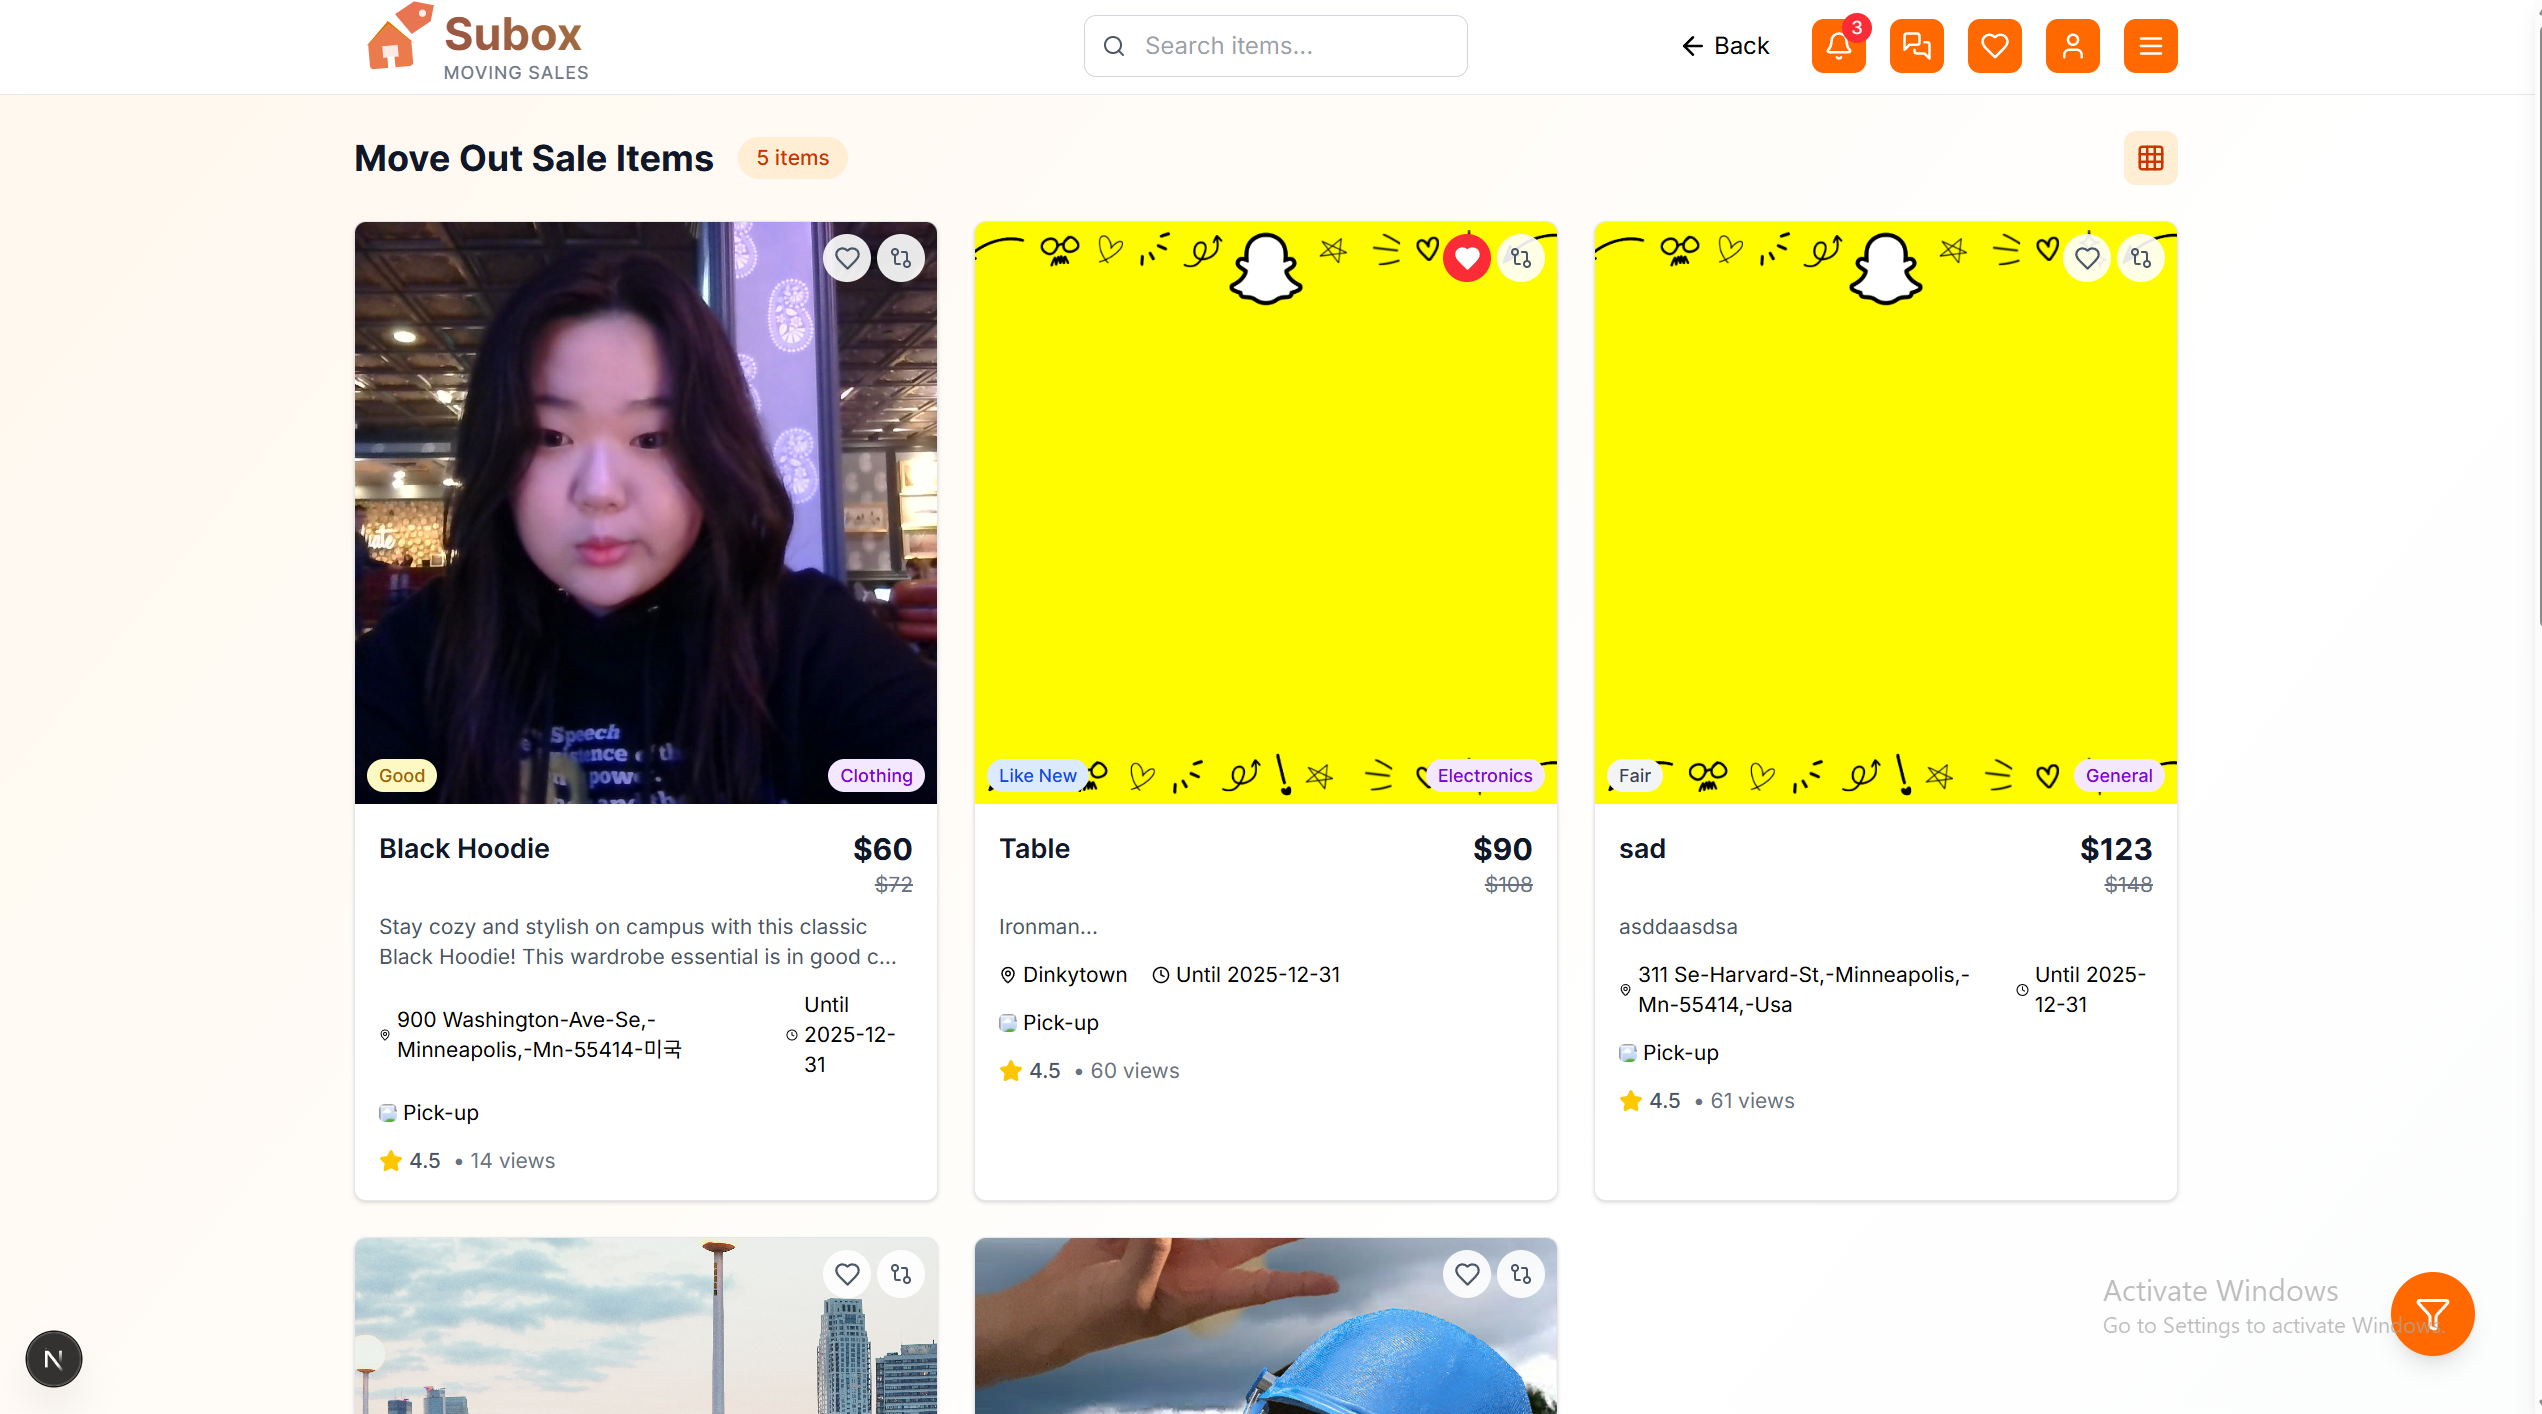 Subox
MOVING SALES
Search items...
Back
3
Move Out Sale Items
5 items
Speech
power
Good
Clothing
Like New
Electronics
Fair
General
Black Hoodie
$60
$72
Stay cozy and stylish on campus with this classic
Black Hoodie! This wardrobe essential is in good c...
900 Washington-Ave-Se,-
Minneapolis,-Mn-55414-미국
Until
2025-12-
31
Pick-up
4.5 • 14 views
Table
$90
$108
Ironman...
Dinkytown
Until 2025-12-31
Pick-up
4.5 • 60 views
sad
$123
$148
asddaasdsa
311 Se-Harvard-St,-Minneapolis,-
Mn-55414,-Usa
Until 2025-
12-31
Pick-up
4.5 • 61 views
Activate Windows
Go to Settings to activate Windows.
N